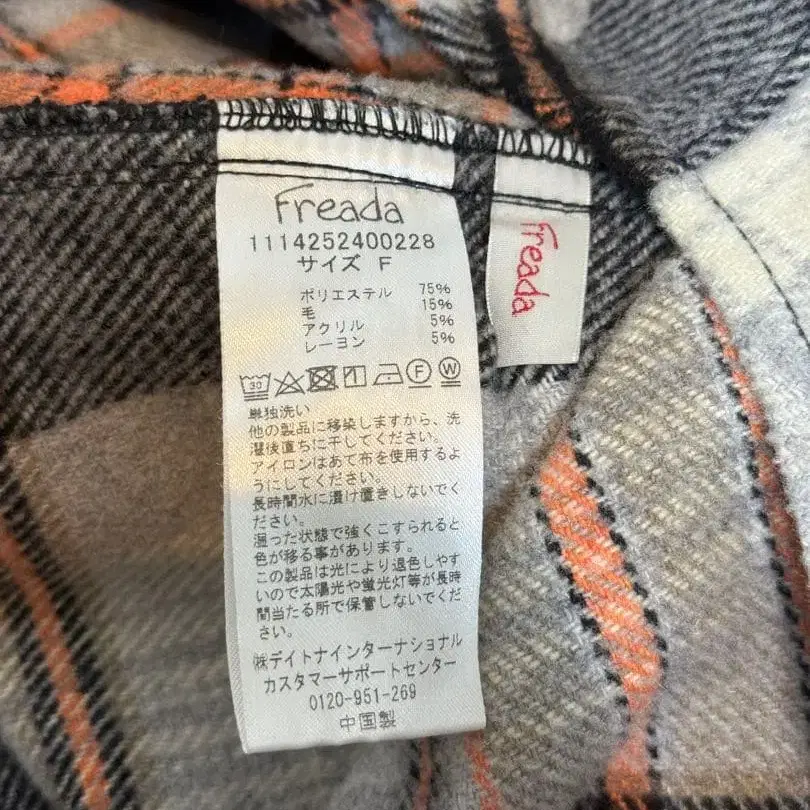 Freada
1114252400228
サイズ F
ポリエステル 75%
毛 15%
アクリル 5%
レーヨン 5%
30
F
W
単独洗い
他の製品に移染しますから、洗
濯後直ちに干してください。
アイロンはあて布を使用するよ
うにしてください。
長時間水に漬け置きしないでく
ださい。
湿った状態で強くこすられると
色が移る事があります。
この製品は光により退色しやす
いので太陽光や蛍光灯等が長時
間当たる所で保管しないでくだ
さい。
㈱デイトナインターナショナル
カスタマーサポートセンター
0120-951-269
中国製
Freada